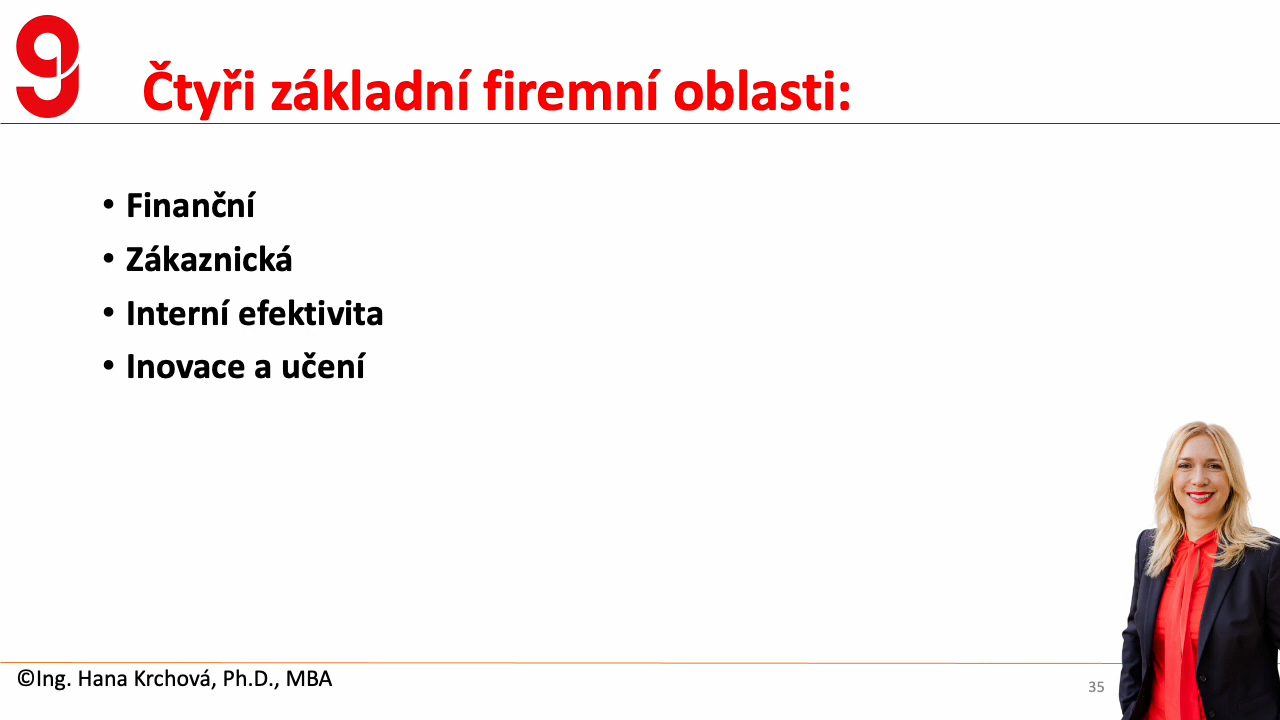 Čtyři základní firemní oblasti:
• Finanční
• Zákaznická
• Interní efektivita
• Inovace a učení
©Ing. Hana Krchová, Ph.D., MBA
35